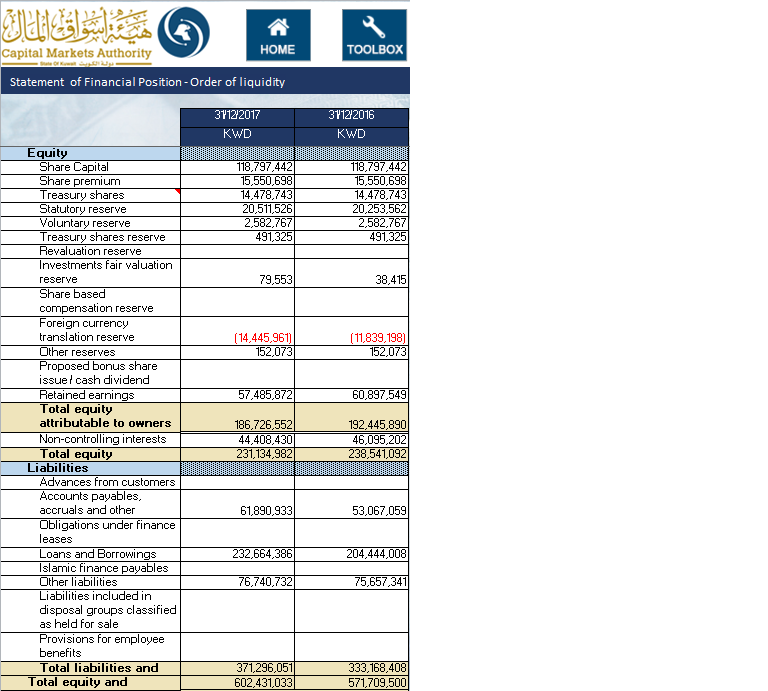 هيئة أسواق المال
Capital Markets Authority
State Of Kuwait دولة الكويت
HOME
TOOLBOX
Statement of Financial Position - Order of liquidity
31/12/2017 31/12/2016
KWD KWD
Equity
Share Capital 118,797,442 118,797,442
Share premium 15,550,698 15,550,698
Treasury shares 14,478,743 14,478,743
Statutory reserve 20,511,526 20,253,562
Voluntary reserve 2,582,767 2,582,767
Treasury shares reserve 491,325 491,325
Revaluation reserve
Investments fair valuation
reserve 79,553 38,415
Share based
compensation reserve
Foreign currency
translation reserve (14,445,961) (11,839,198)
Other reserves 152,073 152,073
Proposed bonus share
issue / cash dividend
Retained earnings 57,485,872 60,897,549
Total equity
attributable to owners 186,726,552 192,445,890
Non-controlling interests 44,408,430 46,095,202
Total equity 231,134,982 238,541,092
Liabilities
Advances from customers
Accounts payables,
accruals and other 61,890,933 53,067,059
Obligations under finance
leases
Loans and Borrowings 232,664,386 204,444,008
Islamic finance payables
Other liabilities 76,740,732 75,657,341
Liabilities included in
disposal groups classified
as held for sale
Provisions for employee
benefits
Total liabilities and 371,296,051 333,168,408
Total equity and 602,431,033 571,709,500